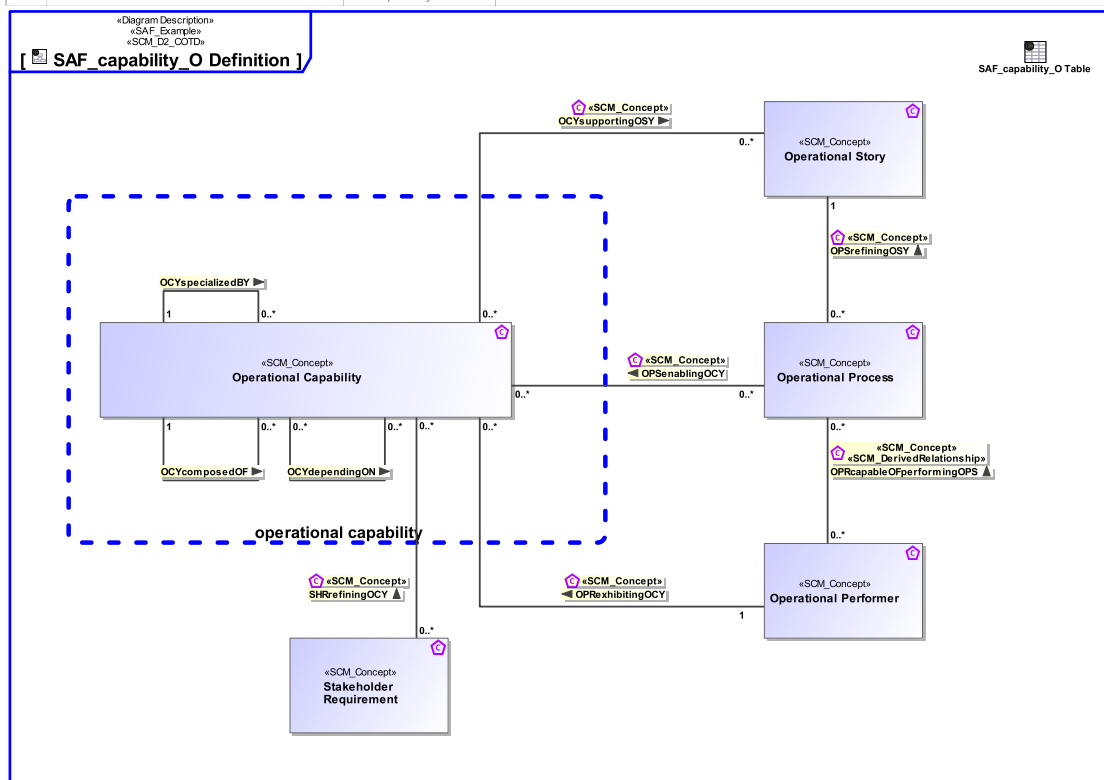 «Diagram Description»
«SAF_Example»
«SCM_D2_COTD»
[ SAF_capability_O Definition ]
SAF_capability_O Table
C «SCM_Concept»
OCYsupportingOSY
0..*
C
«SCM_Concept»
Operational Story
1
C «SCM_Concept»
OPSrefiningOSY
0..*
OCYspecializedBY
1
0..*
0..*
C
«SCM_Concept»
Operational Capability
C «SCM_Concept»
OPSenablingOCY
0..*
0..*
C
«SCM_Concept»
Operational Process
1
0..*
0..*
0..*
0..*
0..*
OCYcomposedOF
OCYdependingON
0..*
C «SCM_Concept»
«SCM_DerivedRelationship»
OPRcapableOFperformingOPS
0..*
operational capability
C «SCM_Concept»
SHRrefiningOCY
0..*
C «SCM_Concept»
OPRexhibitingOCY
1
C
«SCM_Concept»
Operational Performer
C
«SCM_Concept»
Stakeholder
Requirement